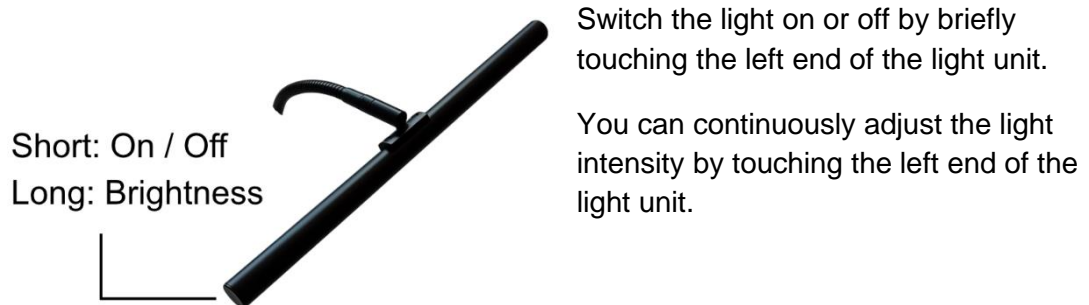 Short: On / Off
Long: Brightness
Switch the light on or off by briefly
touching the left end of the light unit.
You can continuously adjust the light
intensity by touching the left end of the
light unit.